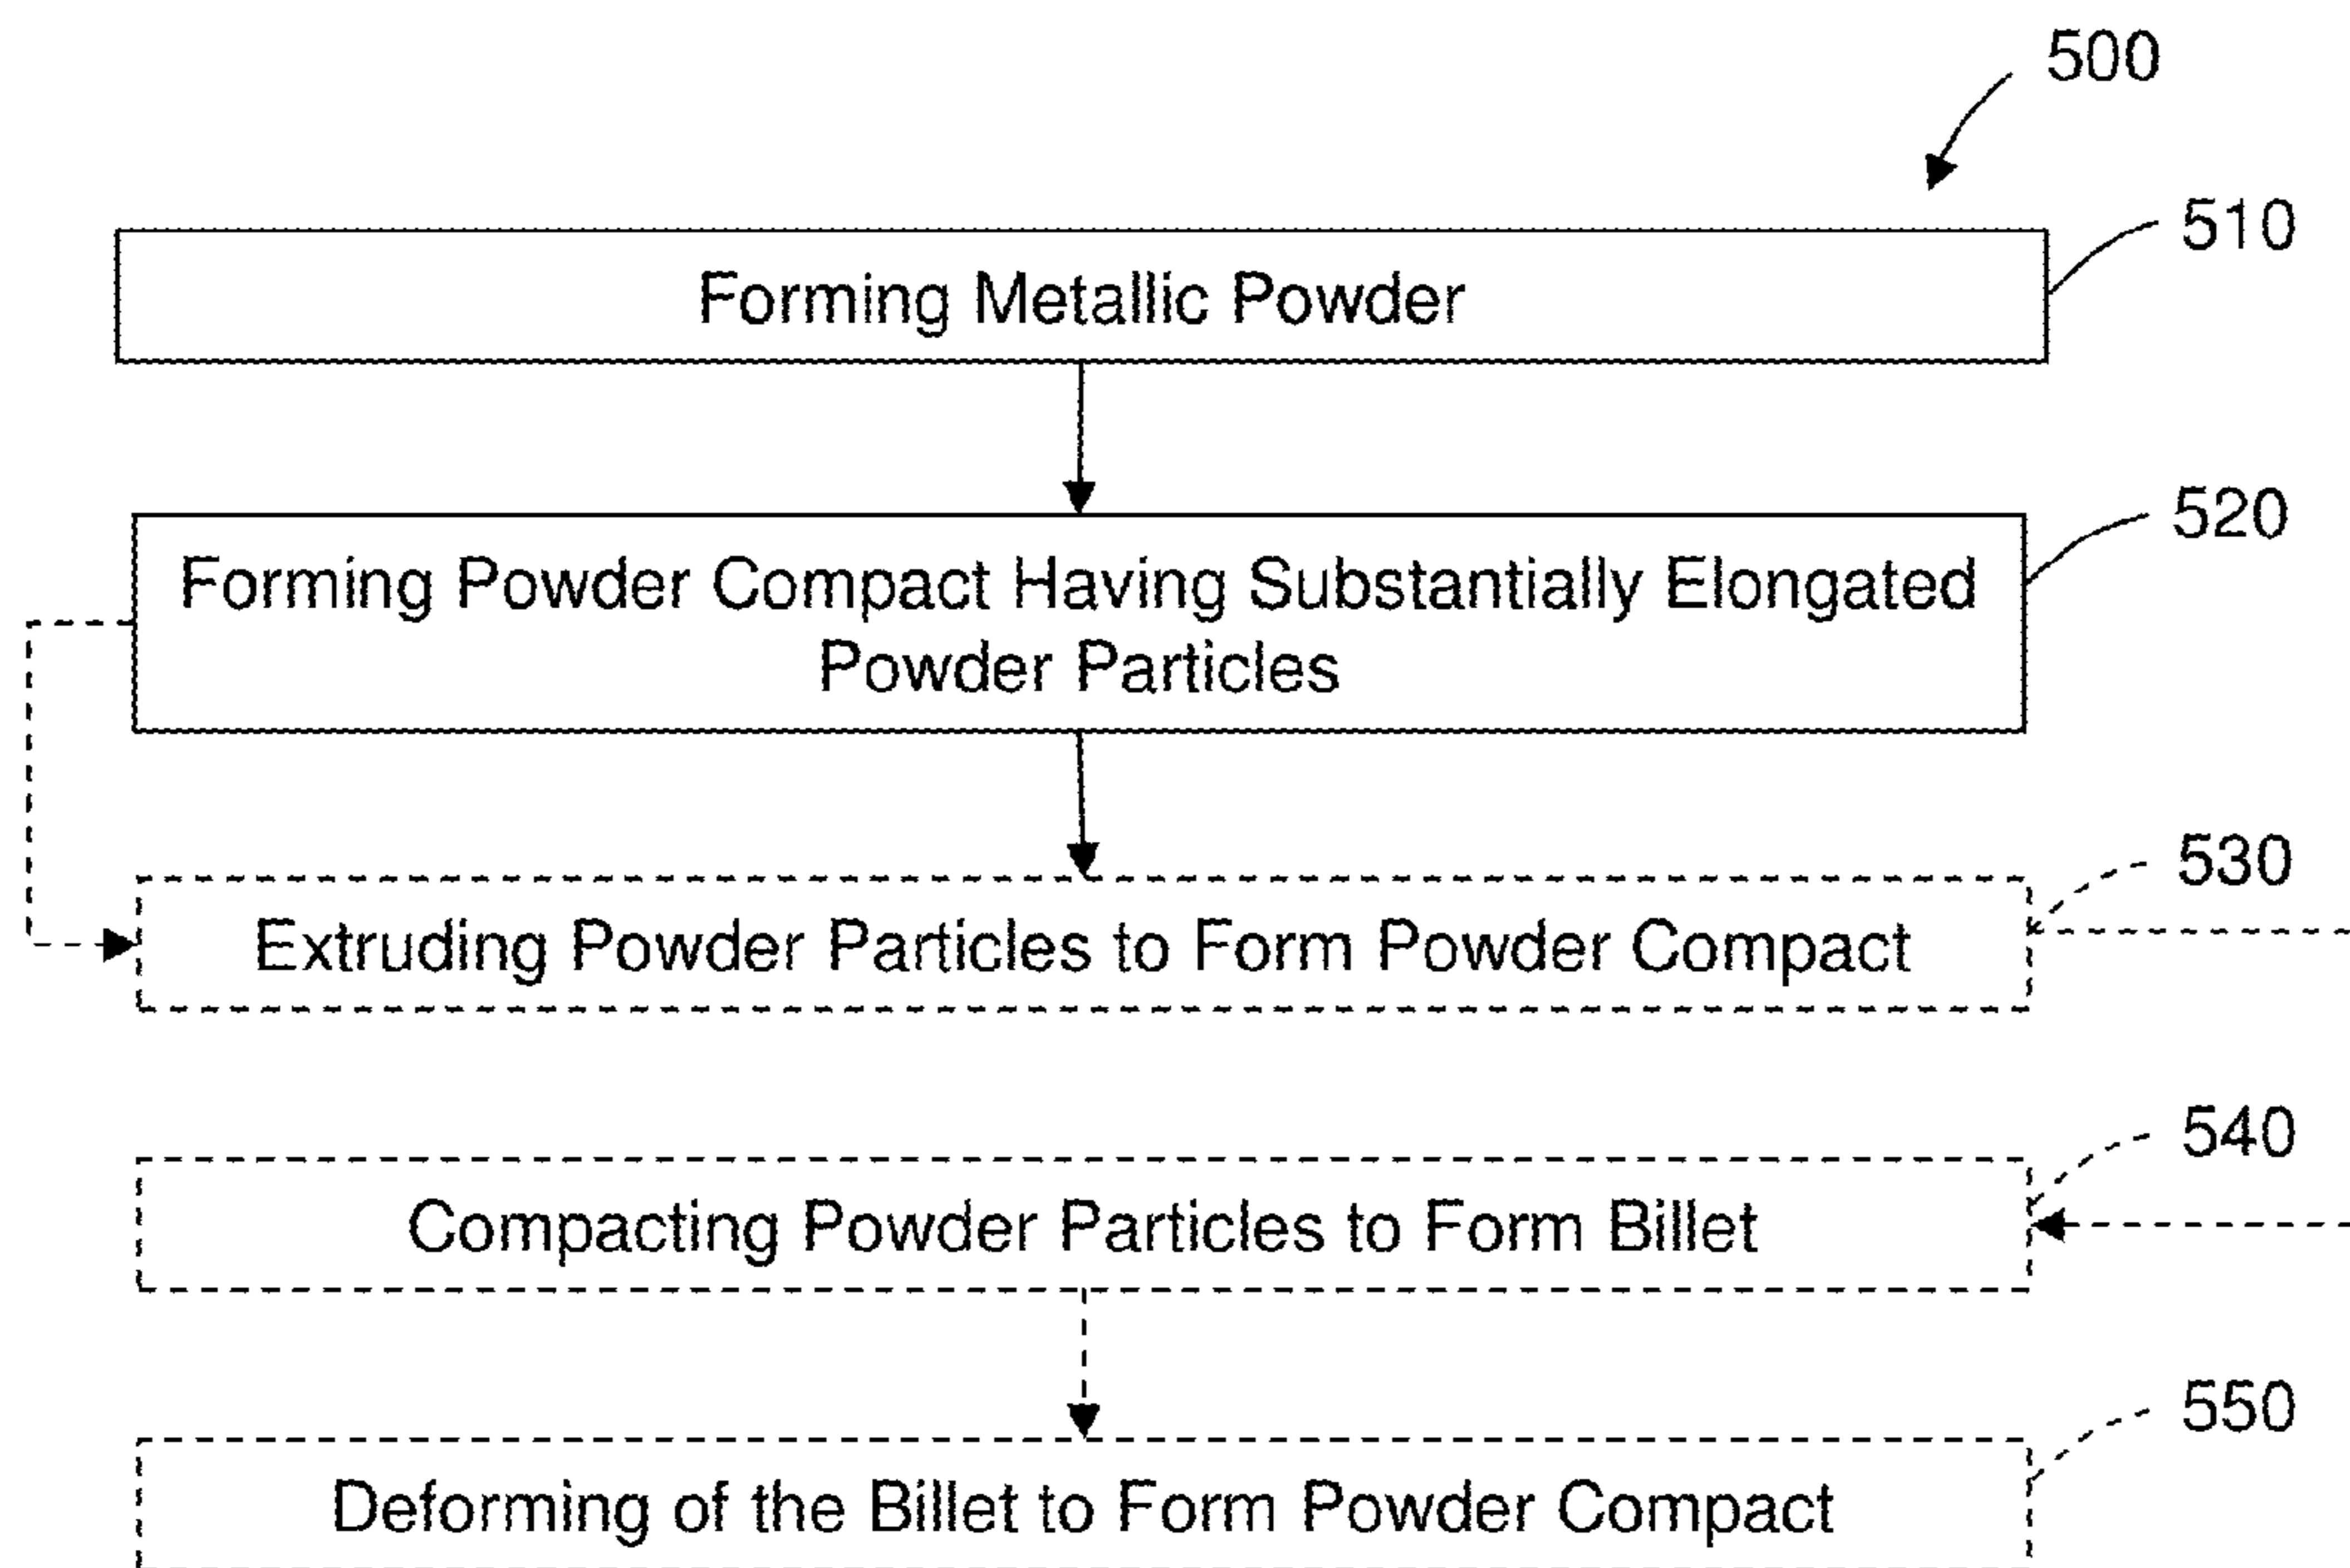 500
510
Forming Metallic Powder
520
Forming Powder Compact Having Substantially Elongated
Powder Particles
530
Extruding Powder Particles to Form Powder Compact
540
Compacting Powder Particles to Form Billet
550
Deforming of the Billet to Form Powder Compact